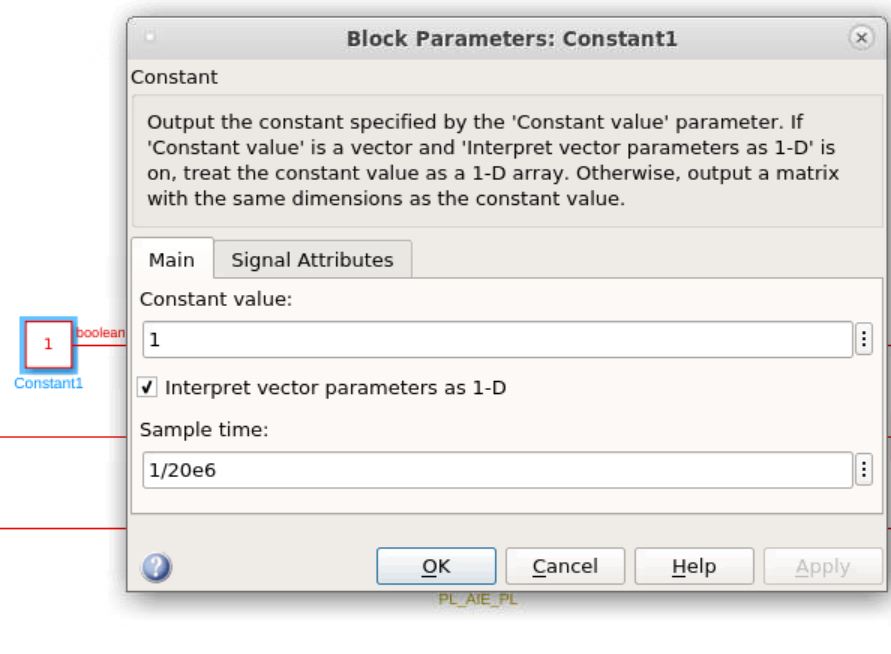 Block Parameters: Constant1
Constant
Output the constant specified by the 'Constant value' parameter. If
'Constant value' is a vector and 'Interpret vector parameters as 1-D' is
on, treat the constant value as a 1-D array. Otherwise, output a matrix
with the same dimensions as the constant value.
Main
Signal Attributes
Constant value:
1
Interpret vector parameters as 1-D
Sample time:
1/20e6
OK
Cancel
Help
Apply
1
boolean
Constant1
PL_AIE_PL